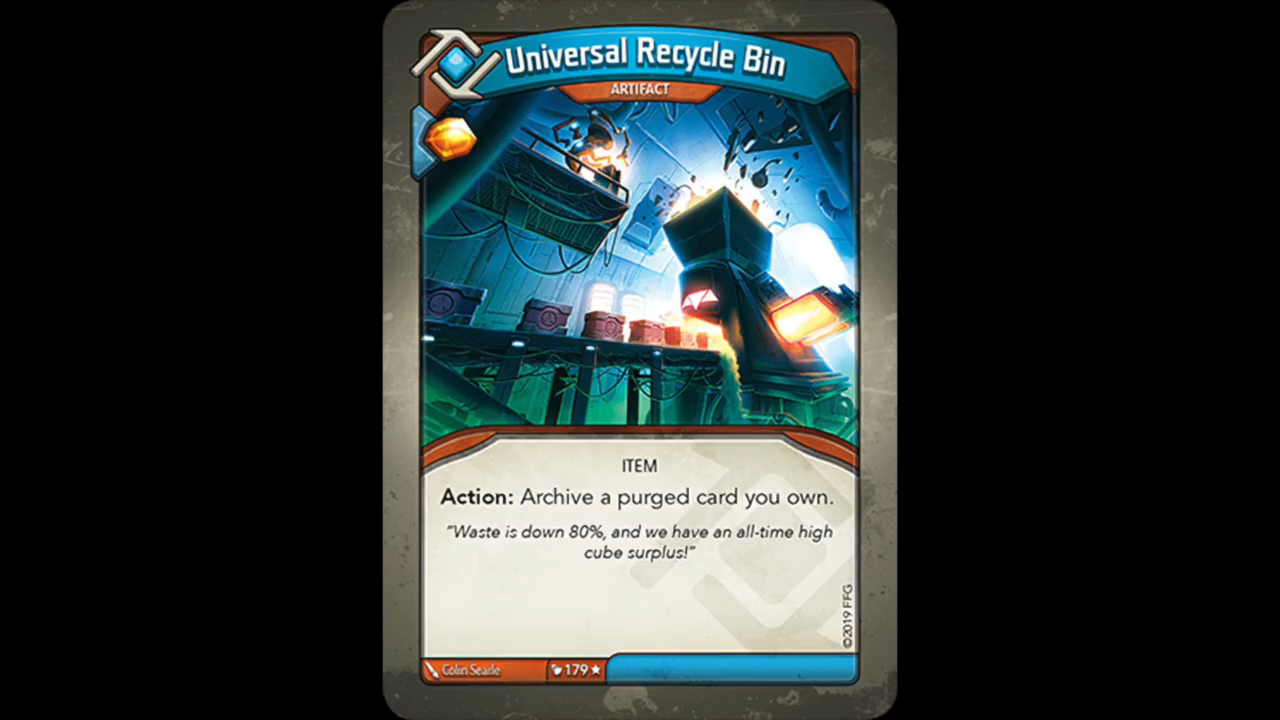 Universal Recycle Bin
ARTIFACT
ITEM
Action: Archive a purged card you own.
"Waste is down 80%, and we have an all-time high
cube surplus!"
©2019 FFG
Colin Searle
179